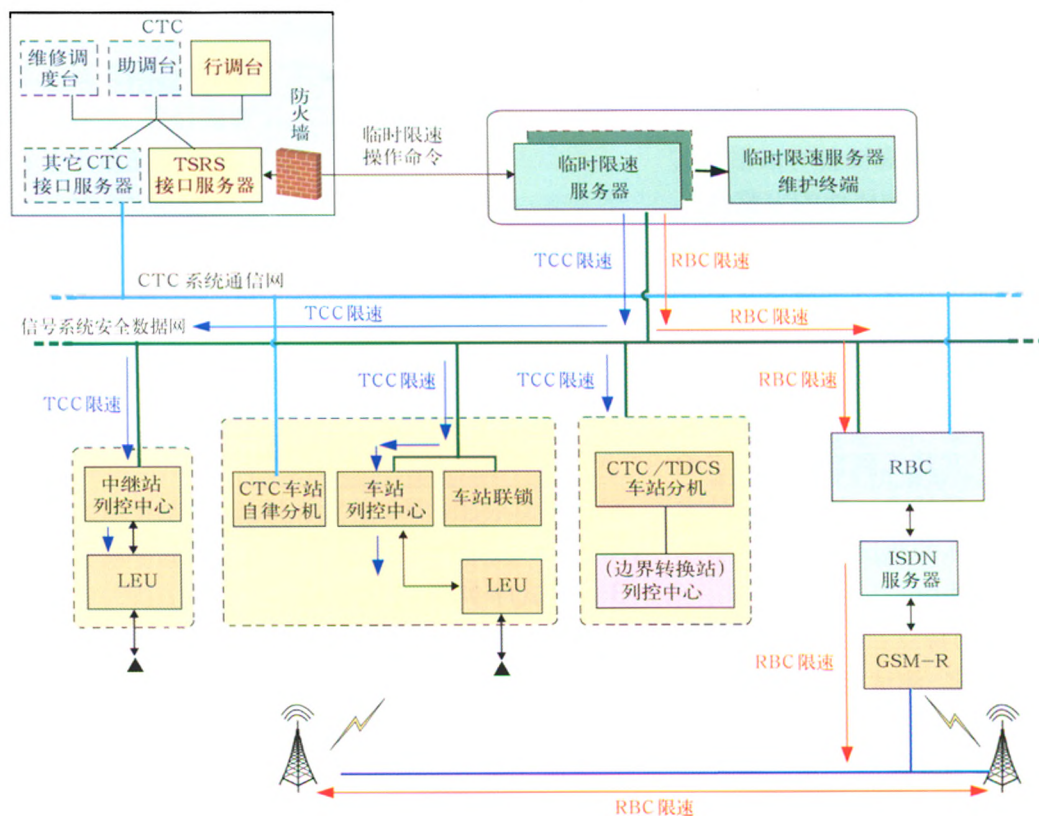 CTC
维修调
度台
助调台
行调台
防
火
墙
其它CTC
接口服务器
TSRS
接口服务器
临时限速
操作命令
临时限速
服务器
临时限速服务器
维护终端
TCC限速
RBC限速
CTC系统通信网
信号系统安全数据网
TCC限速
RBC限速
TCC限速
TCC限速
TCC限速
RBC限速
中继站
列控中心
LEU
CTC车站
自律分机
车站
列控中心
车站联锁
LEU
CTC/TDCS
车站分机
(边界转换站)
列控中心
RBC
ISDN
服务器
GSM-R
RBC限速
RBC限速